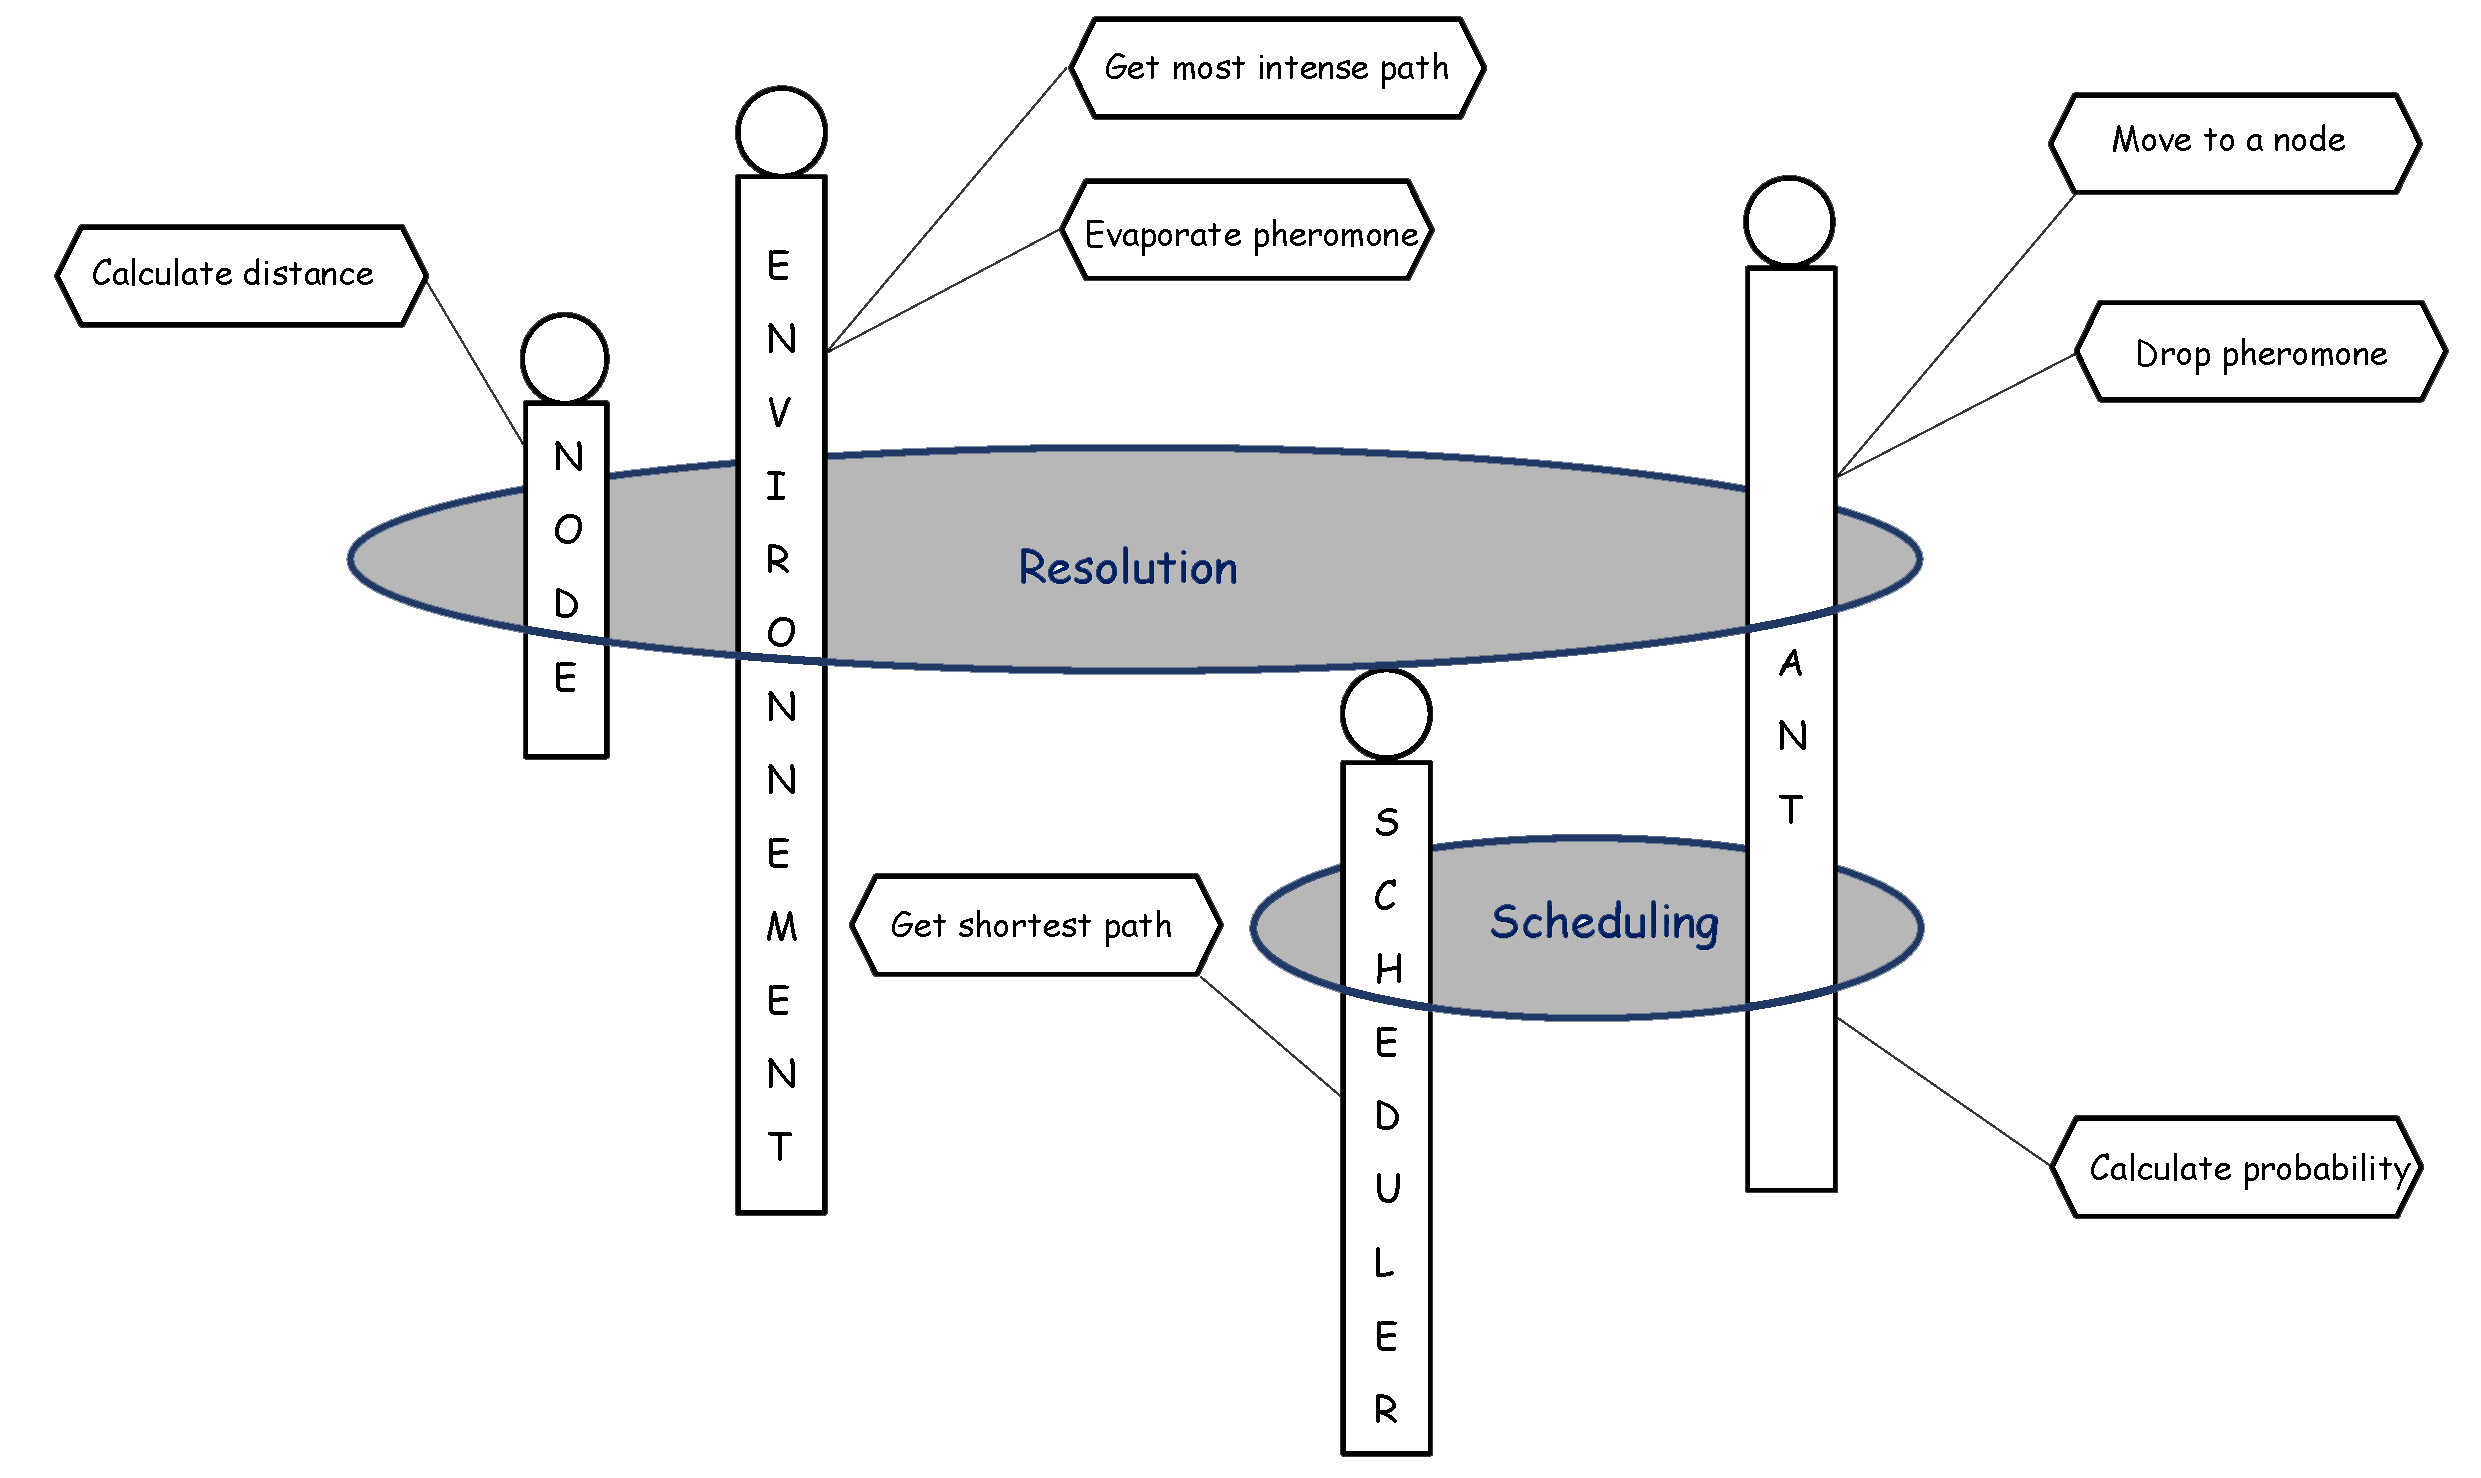 Get most intense path
Move to a node
Evaporate pheromone
Calculate distance
Drop pheromone
NODE
ENVIRONNEMENT
Resolution
ANT
SCHEDULER
Get shortest path
Scheduling
Calculate probability